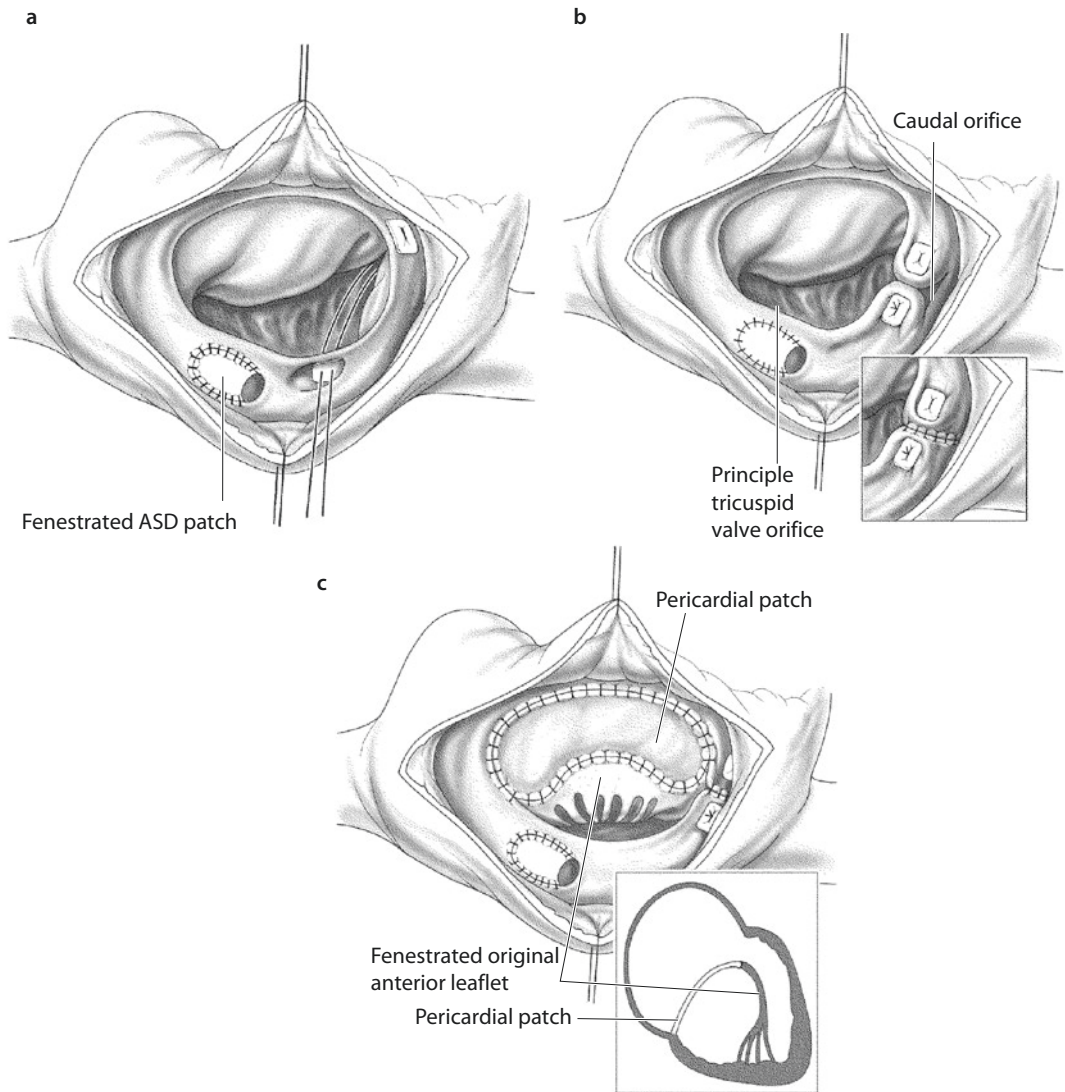 a
Fenestrated ASD patch
b
Caudal orifice
Principle
tricuspid
valve orifice
c
Pericardial patch
Fenestrated original
anterior leaflet
Pericardial patch